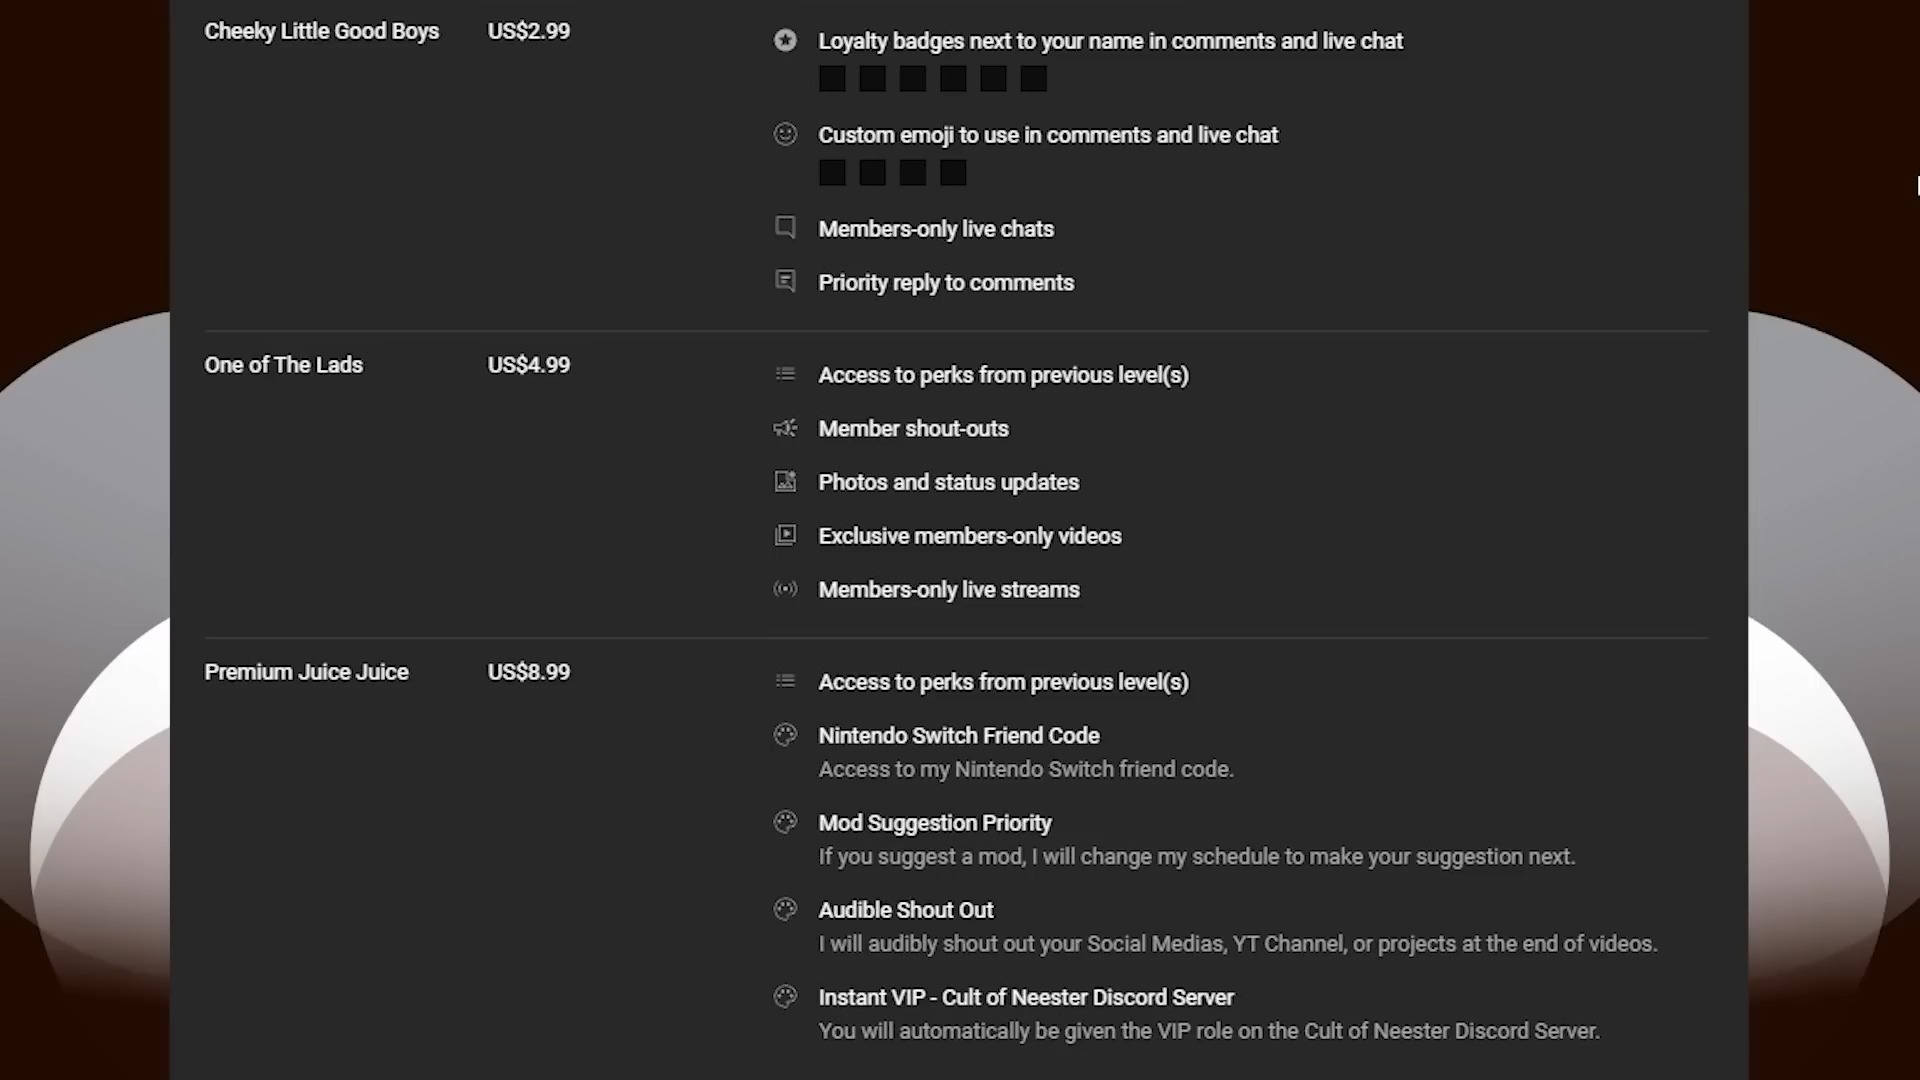 Cheeky Little Good Boys US$2.99
Loyalty badges next to your name in comments and live chat
Custom emoji to use in comments and live chat
Members-only live chats
Priority reply to comments
One of The Lads US$4.99
Access to perks from previous level(s)
Member shout-outs
Photos and status updates
Exclusive members-only videos
Members-only live streams
Premium Juice Juice US$8.99
Access to perks from previous level(s)
Nintendo Switch Friend Code
Access to my Nintendo Switch friend code.
Mod Suggestion Priority
If you suggest a mod, I will change my schedule to make your suggestion next.
Audible Shout Out
I will audibly shout out your Social Medias, YT Channel, or projects at the end of videos.
Instant VIP - Cult of Neester Discord Server
You will automatically be given the VIP role on the Cult of Neester Discord Server.